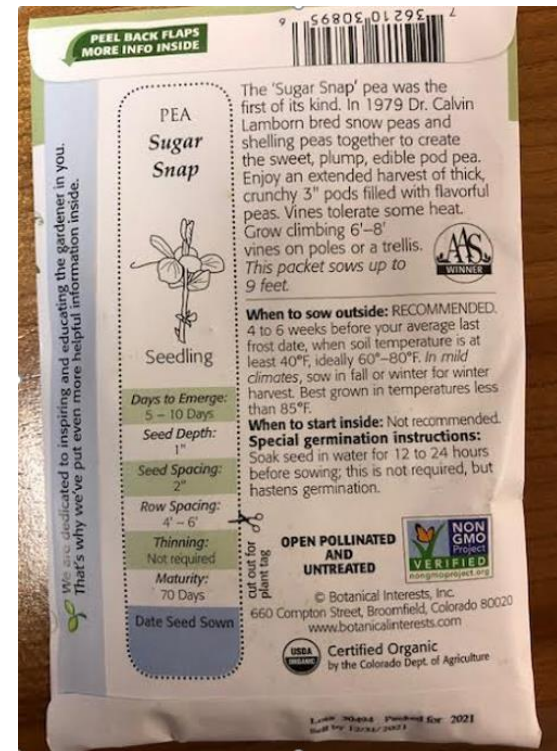 PEEL BACK FLAPS
MORE INFO INSIDE
7 36210 30895 6
We are dedicated to inspiring and educating the gardener in you.
That's why we've put even more helpful information inside.
PEA
Sugar
Snap
Seedling
Days to Emerge:
5 – 10 Days
Seed Depth:
1"
Seed Spacing:
2"
Row Spacing:
4' – 6'
Thinning:
Not required
Maturity:
70 Days
Date Seed Sown
cut out for
plant tag
The 'Sugar Snap' pea was the
first of its kind. In 1979 Dr. Calvin
Lamborn bred snow peas and
shelling peas together to create
the sweet, plump, edible pod pea.
Enjoy an extended harvest of thick,
crunchy 3" pods filled with flavorful
peas. Vines tolerate some heat.
Grow climbing 6'–8'
vines on poles or a trellis.
This packet sows up to
9 feet.
AAS
WINNER
When to sow outside: RECOMMENDED.
4 to 6 weeks before your average last
frost date, when soil temperature is at
least 40°F, ideally 60°–80°F. In mild
climates, sow in fall or winter for winter
harvest. Best grown in temperatures less
than 85°F.
When to start inside: Not recommended.
Special germination instructions:
Soak seed in water for 12 to 24 hours
before sowing; this is not required, but
hastens germination.
OPEN POLLINATED
AND
UNTREATED
NON
GMO
Project
VERIFIED
nongmoproject.org
© Botanical Interests, Inc.
660 Compton Street, Broomfield, Colorado 80020
www.botanicalinterests.com
USDA
ORGANIC
Certified Organic
by the Colorado Dept. of Agriculture
Packed for 2021
Sell by 12/31/2021